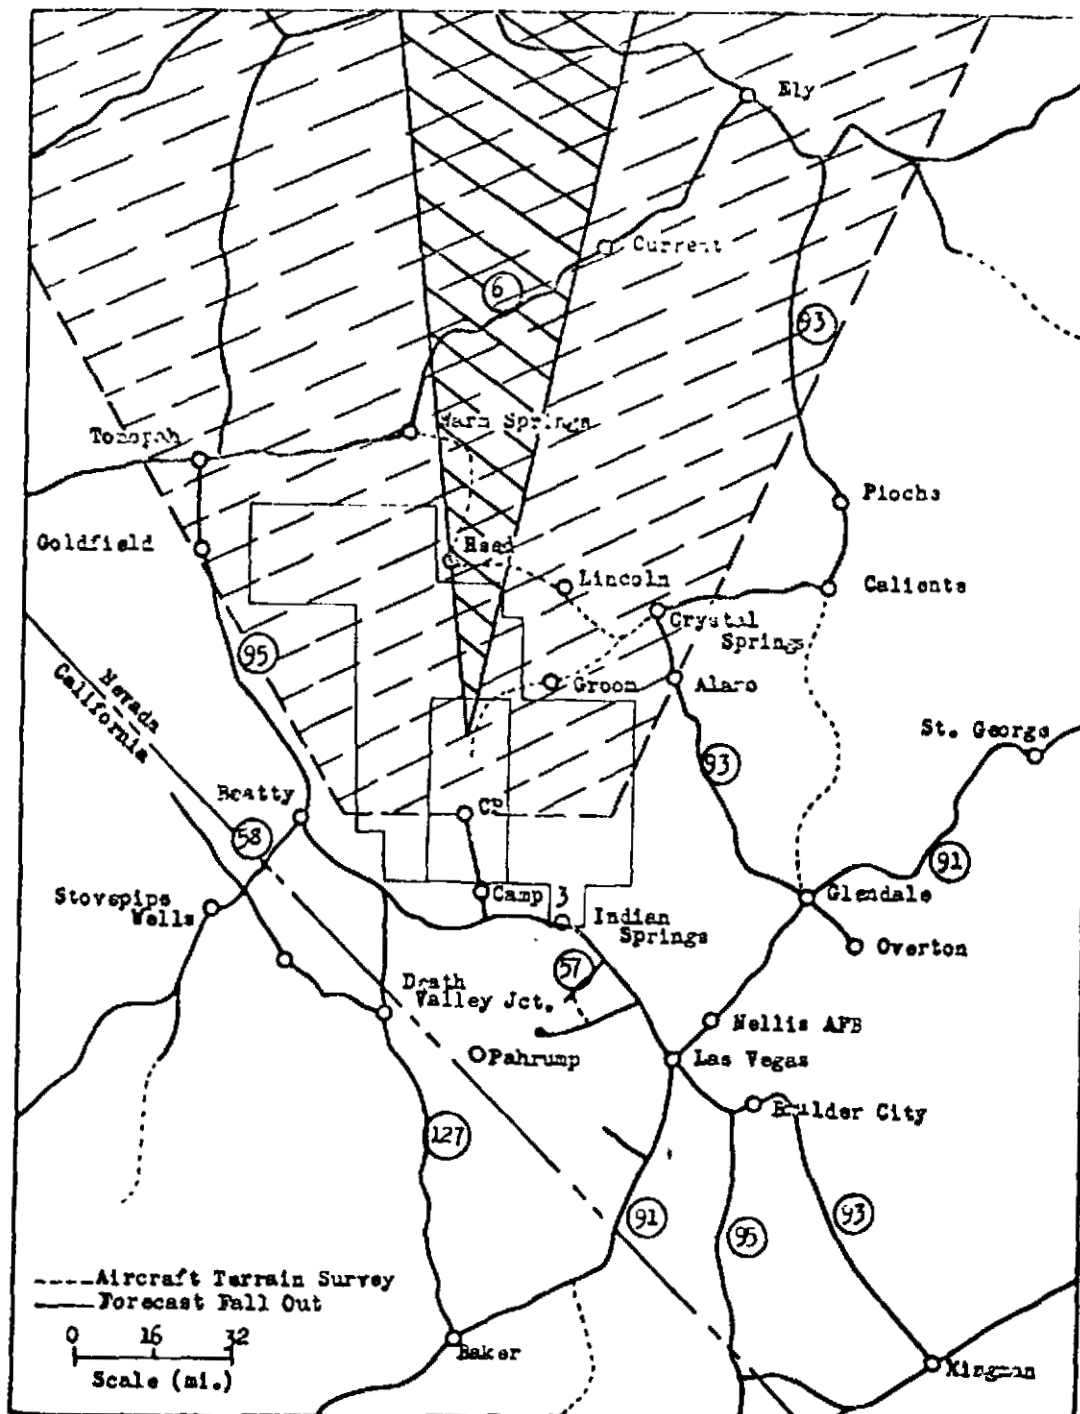 Ely
Current
6
93
Warm Springs
Tonopah
Pioche
Goldfield
Reed
Lincoln
Caliente
Crystal
Springs
95
Groom
Alamo
Nevada
California
St. George
93
Beatty
CP
58
91
Camp 3
Glendale
Stovepipe
Wells
Indian
Springs
Overton
57
Death
Valley Jct.
Nellis AFB
Pahrump
Las Vegas
Boulder City
127
91
95
93
Aircraft Terrain Survey
Forecast Fall Out
0 16 32
Scale (mi.)
Baker
Kingman